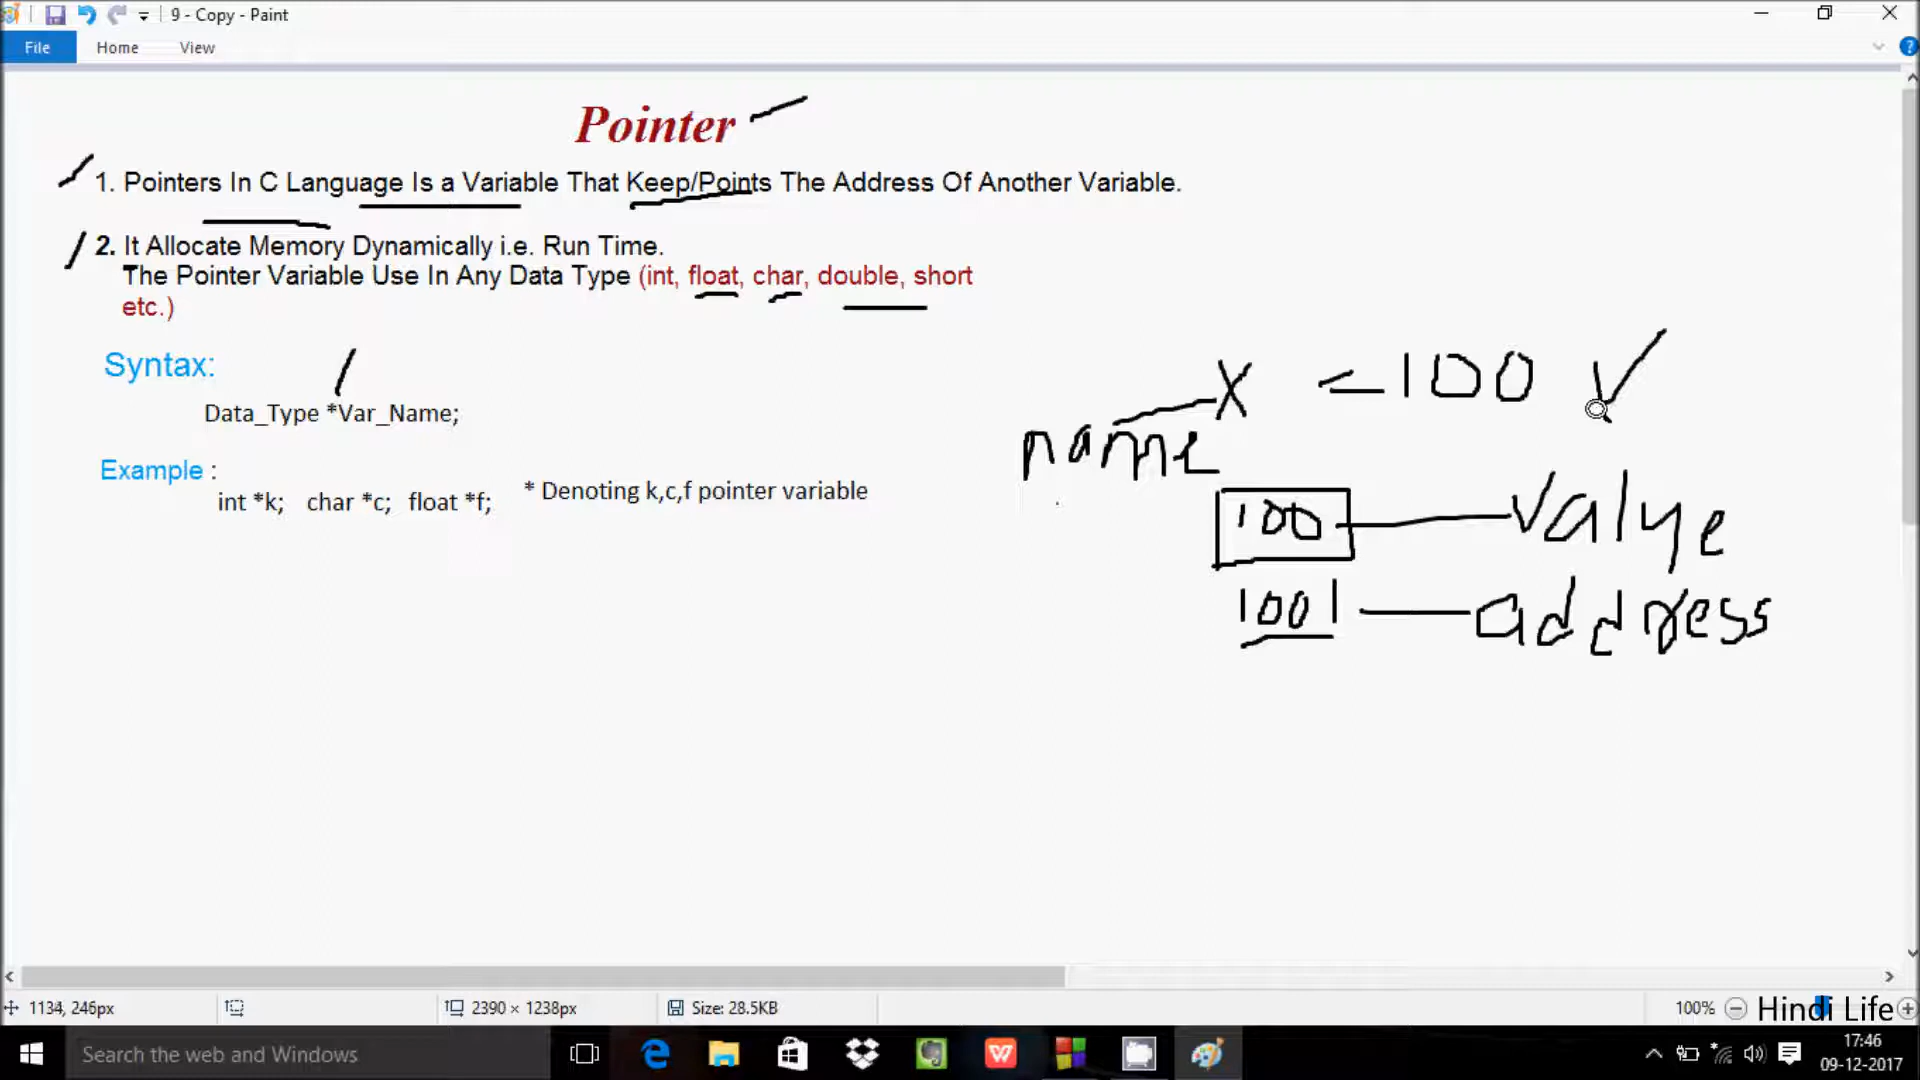 9 - Copy - Paint
File Home View
Pointer
1. Pointers In C Language Is a Variable That Keep/Points The Address Of Another Variable.
2. It Allocate Memory Dynamically i.e. Run Time.
The Pointer Variable Use In Any Data Type (int, float, char, double, short
etc.)
Syntax:
Data_Type *Var_Name;
Example :
int *k; char *c; float *f; * Denoting k,c,f pointer variable
X = 100
name
100 value
1001 address
1134, 246px 2390 × 1238px Size: 28.5KB 100% Hindi Life
Search the web and Windows
17:46
09-12-2017